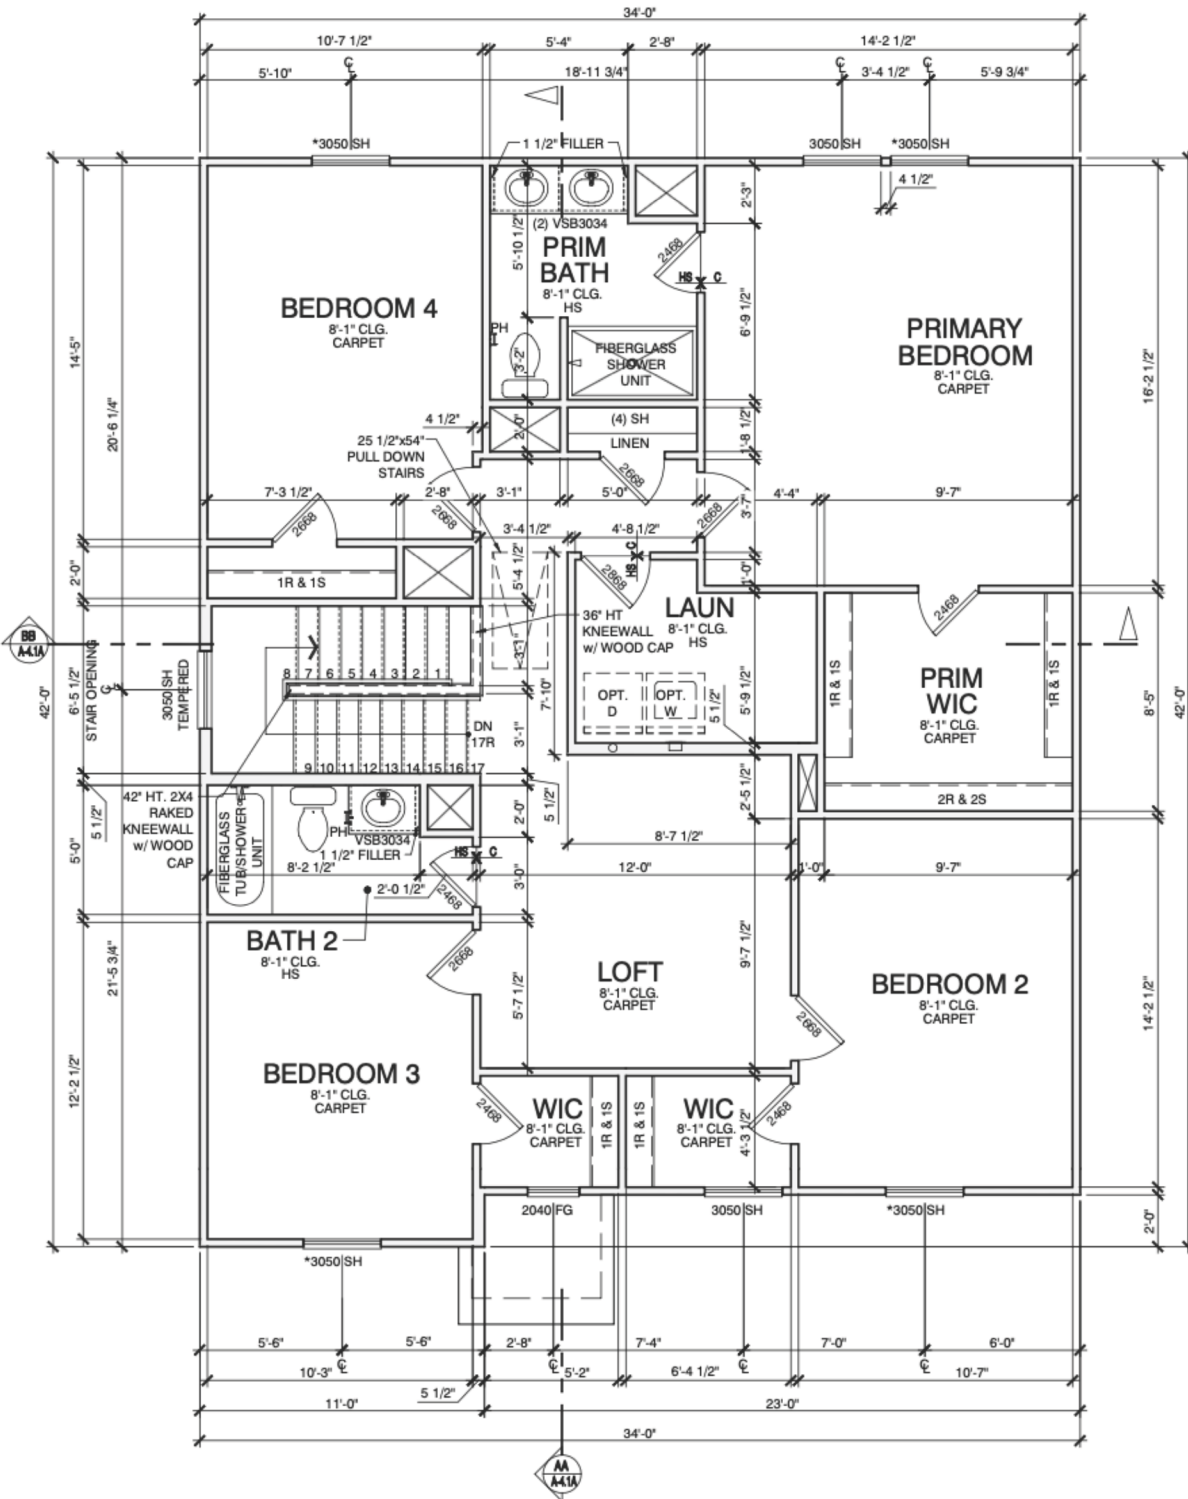 34'-0"
10'-7 1/2"
5'-4"
2'-8"
14'-2 1/2"
5'-10"
18'-11 3/4"
3'-4 1/2"
5'-9 3/4"
*3050 SH
1 1/2" FILLER
3050 SH
*3050 SH
4 1/2"
2'-3"
(2) VSB3034
5'-10 1/2"
PRIM
BATH
8'-1" CLG.
HS
2468
HS
C
BEDROOM 4
8'-1" CLG.
CARPET
PRIMARY
BEDROOM
8'-1" CLG.
CARPET
6'-9 1/2"
PH
3'-2"
FIBERGLASS
SHOWER
UNIT
14'-5"
20'-6 1/4"
16'-2 1/2"
4 1/2"
2'-0"
(4) SH
LINEN
1'-8 1/2"
25 1/2"x54"
PULL DOWN
STAIRS
2668
7'-3 1/2"
2'-8"
3'-1"
5'-0"
4'-4"
9'-7"
3'-7"
2668
2668
2668
3'-4 1/2"
4'-8 1/2"
HS
C
5'-4 1/2"
1'-0"
2'-0"
1R & 1S
2868
LAUN
8'-1" CLG.
HS
36" HT
KNEEWALL
w/ WOOD CAP
2468
BB
A-4.1A
42'-0"
6'-5 1/2"
STAIR OPENING
3050 SH
TEMPERED
8 7 6 5 4 3 2 1
3'-1"
7'-10"
OPT.
D
OPT.
W
5 1/2"
5'-9 1/2"
1R & 1S
PRIM
WIC
8'-1" CLG.
CARPET
1R & 1S
8'-5"
42'-0"
DN
17R
3'-1"
9 10 11 12 13 14 15 16 17
2R & 2S
5 1/2"
42" HT. 2X4
RAKED
KNEEWALL
w/ WOOD
CAP
5'-0"
FIBERGLASS
TUB/SHOWER
UNIT
PH
VSB3034
1 1/2" FILLER
8'-2 1/2"
2'-0 1/2"
2'-0"
5 1/2"
2'-5 1/2"
8'-7 1/2"
HS
C
2468
3'-0"
12'-0"
1'-0"
9'-7"
BATH 2
8'-1" CLG.
HS
2668
21'-5 3/4"
LOFT
8'-1" CLG.
CARPET
5'-7 1/2"
9'-7 1/2"
BEDROOM 2
8'-1" CLG.
CARPET
2668
14'-2 1/2"
BEDROOM 3
8'-1" CLG.
CARPET
12'-2 1/2"
2468
WIC
8'-1" CLG.
CARPET
1R & 1S
1R & 1S
WIC
8'-1" CLG.
CARPET
4'-3 1/2"
2468
2040 FG
3050 SH
*3050 SH
2'-0"
*3050 SH
5'-6"
5'-6"
2'-8"
7'-4"
7'-0"
6'-0"
10'-3"
5'-2"
6'-4 1/2"
10'-7"
5 1/2"
11'-0"
23'-0"
34'-0"
AA
A-4.1A